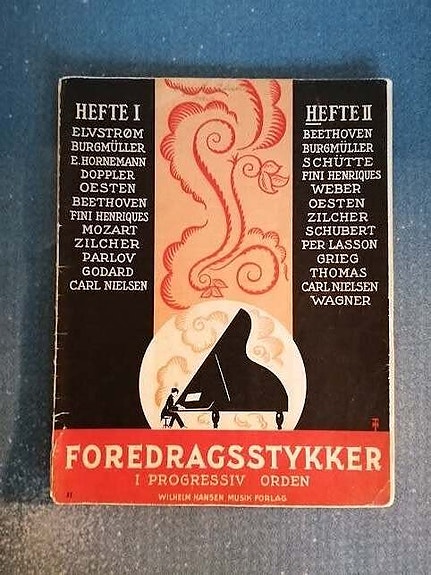 HEFTE I
ELVSTRØM
BURGMÜLLER
E. HORNEMANN
DOPPLER
OESTEN
BEETHOVEN
FINI HENRIQUES
MOZART
ZILCHER
PARLOV
GODARD
CARL NIELSEN
HEFTE II
BEETHOVEN
BURGMÜLLER
SCHÜTTE
FINI HENRIQUES
WEBER
OESTEN
ZILCHER
SCHUBERT
PER LASSON
GRIEG
THOMAS
CARL NIELSEN
WAGNER
FOREDRAGSSTYKKER
I PROGRESSIV ORDEN
WILHELM HANSEN, MUSIK-FORLAG